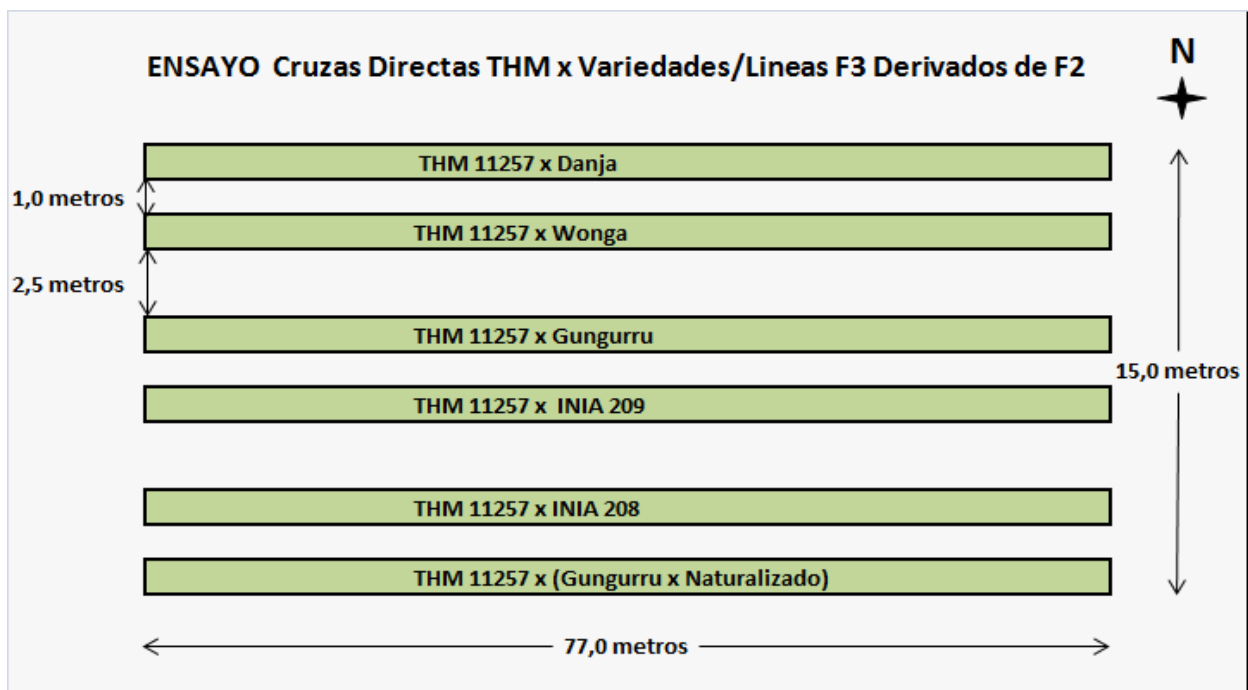 ENSAYO Cruzas Directas THM x Variedades/Lineas F3 Derivados de F2
N
THM 11257 x Danja
1,0 metros
THM 11257 x Wonga
2,5 metros
THM 11257 x Gungurru
15,0 metros
THM 11257 x INIA 209
THM 11257 x INIA 208
THM 11257 x (Gungurru x Naturalizado)
77,0 metros